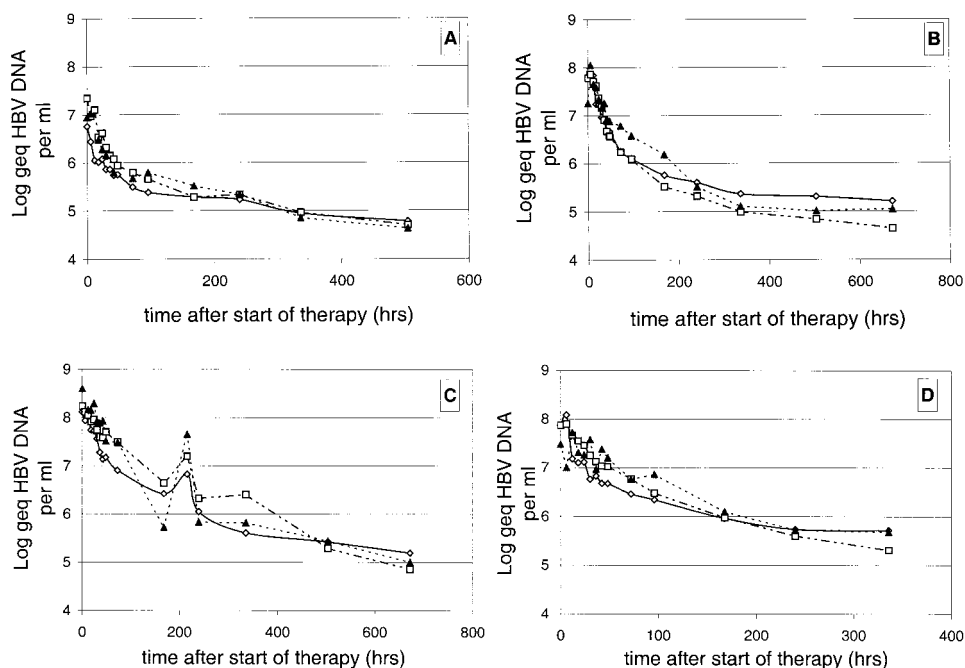 A
Log geq HBV DNA
per ml
9
8
7
6
5
4
0
200
400
600
time after start of therapy (hrs)
B
Log geq HBV DNA
per ml
9
8
7
6
5
4
0
200
400
600
800
time after start of therapy (hrs)
C
Log geq HBV DNA
per ml
9
8
7
6
5
4
0
200
400
600
800
time after start of therapy (hrs)
D
Log geq HBV DNA
per ml
9
8
7
6
5
4
0
100
200
300
400
time after start of therapy (hrs)